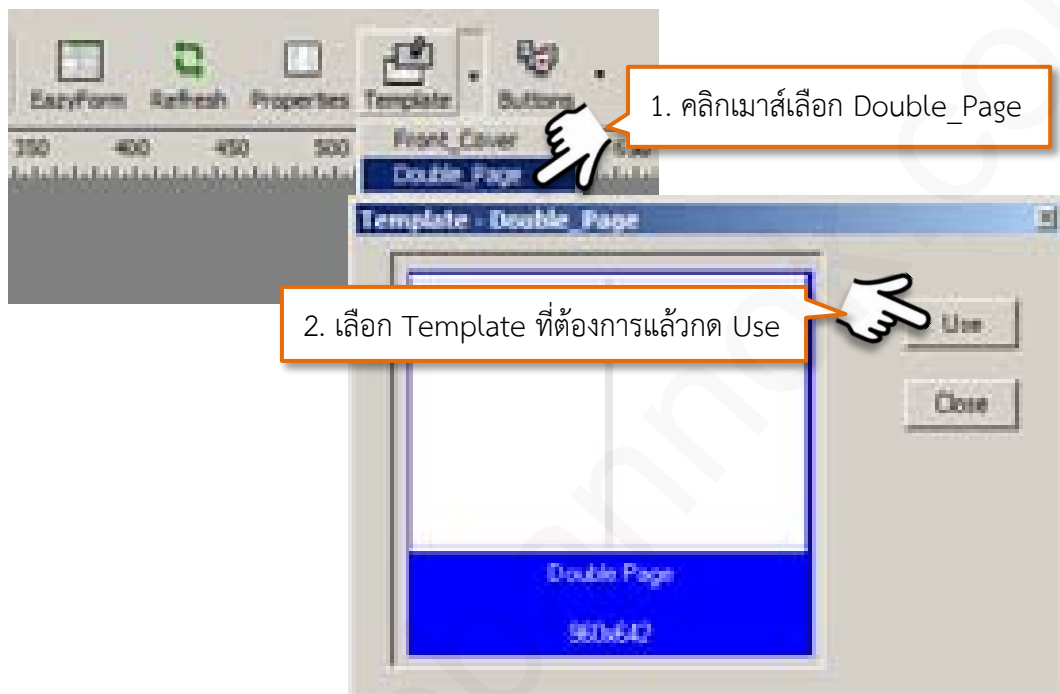 EazyForm Refresh Properties Template Buttons
350 400 450 500 550
1. คลิกเมาส์เลือก Double_Page
Front_Cover
Double_Page
Template - Double_Page
2. เลือก Template ที่ต้องการแล้วกด Use
Use
Close
Double Page
960x642